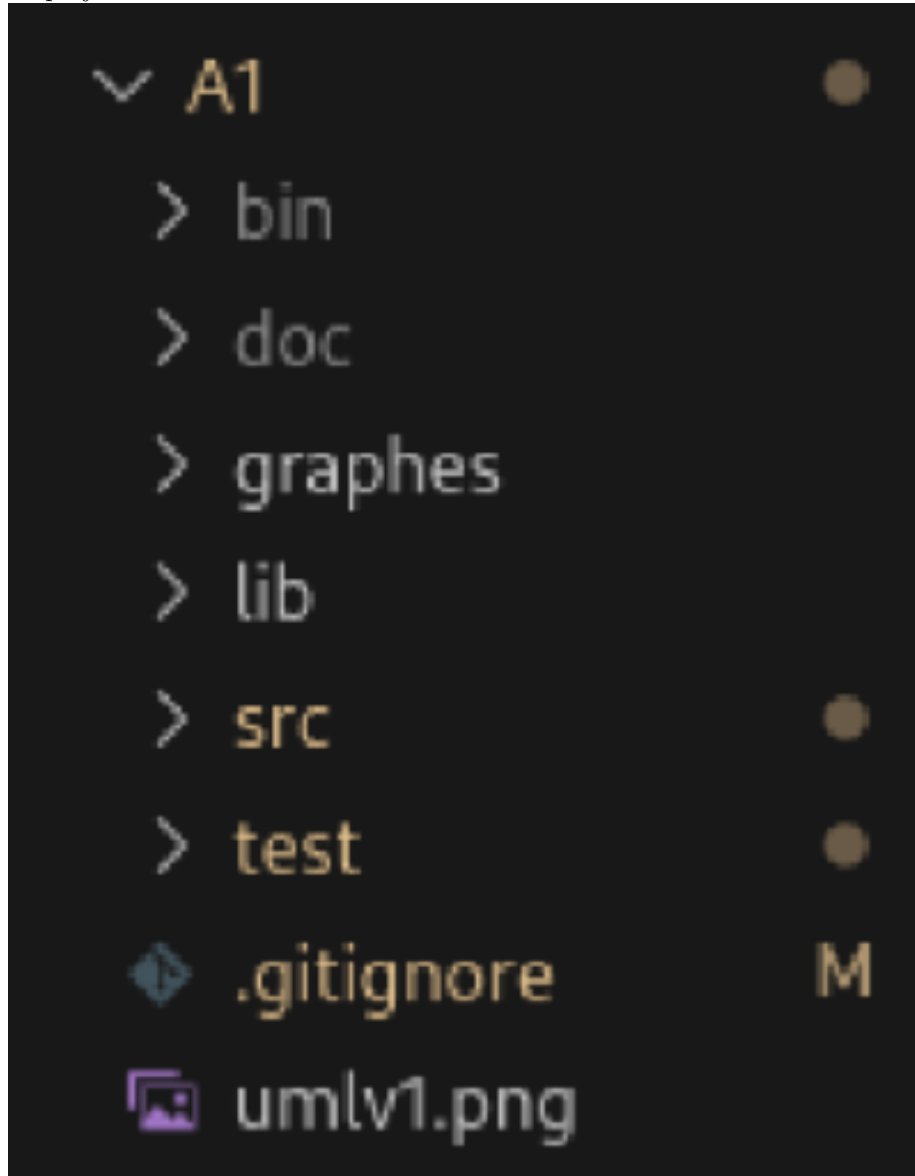 A1
bin
doc
graphes
lib
src
test
.gitignore M
umlv1.png